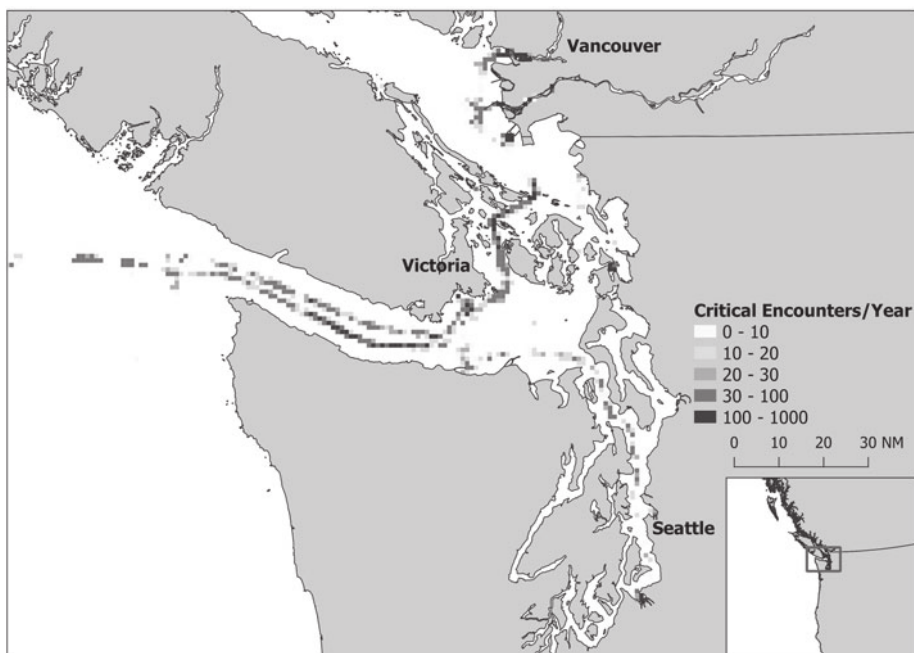 Vancouver
Victoria
Critical Encounters/Year
0 - 10
10 - 20
20 - 30
30 - 100
100 - 1000
0 10 20 30 NM
Seattle